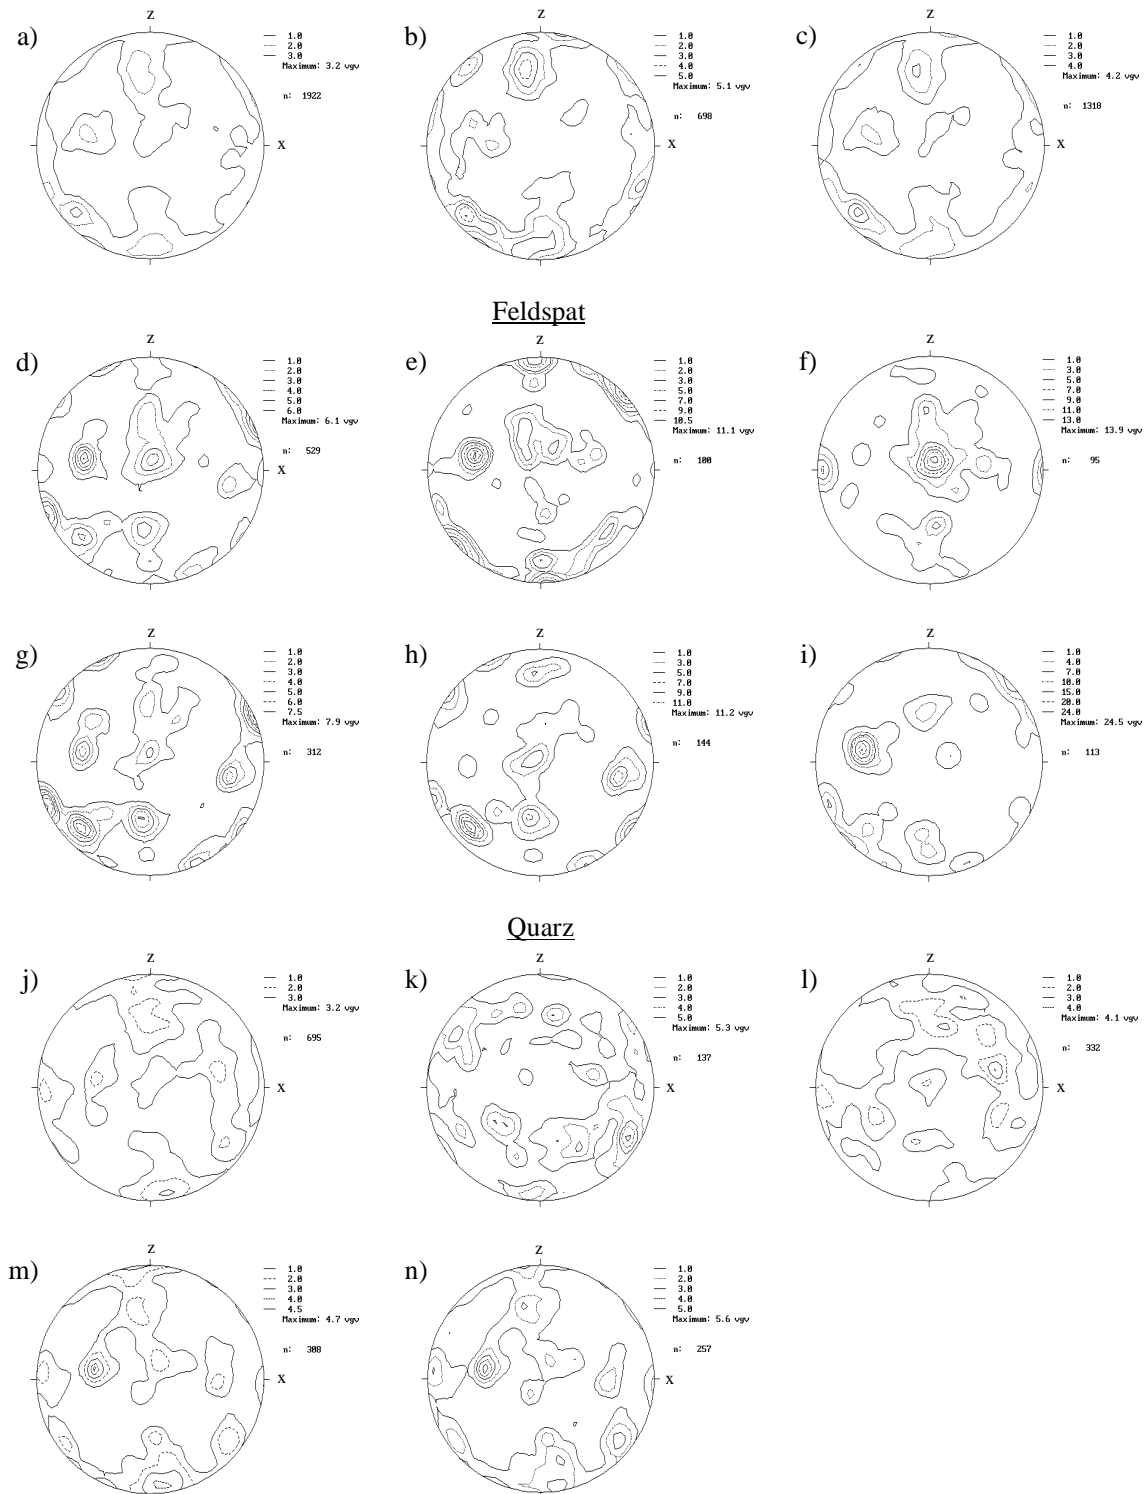 a)
z
x
1.0
2.0
3.0
Maximum: 3.2 vgv
n: 1922
b)
z
x
1.0
2.0
3.0
4.0
5.0
Maximum: 5.1 vgv
n: 698
c)
z
1.0
2.0
3.0
4.0
Maximum: 4.2 vgv
n: 1318
Feldspat
d)
z
x
1.0
2.0
3.0
4.0
5.0
6.0
Maximum: 6.1 vgv
n: 529
e)
z
1.0
2.0
3.0
5.0
7.0
9.0
10.5
Maximum: 11.1 vgv
n: 100
f)
z
1.0
3.0
5.0
7.0
9.0
11.0
13.0
Maximum: 13.9 vgv
n: 95
g)
z
1.0
2.0
3.0
4.0
5.0
6.0
7.5
Maximum: 7.9 vgv
n: 312
h)
z
1.0
3.0
5.0
7.0
9.0
11.0
Maximum: 11.2 vgv
n: 144
i)
z
1.0
4.0
7.0
10.0
15.0
20.0
24.0
Maximum: 24.5 vgv
n: 113
Quarz
j)
z
x
1.0
2.0
3.0
Maximum: 3.2 vgv
n: 695
k)
z
x
1.0
2.0
3.0
4.0
5.0
Maximum: 5.3 vgv
n: 137
l)
z
1.0
2.0
3.0
4.0
Maximum: 4.1 vgv
n: 332
m)
z
x
1.0
2.0
3.0
4.0
4.5
Maximum: 4.7 vgv
n: 308
n)
z
x
1.0
2.0
3.0
4.0
5.0
Maximum: 5.6 vgv
n: 257